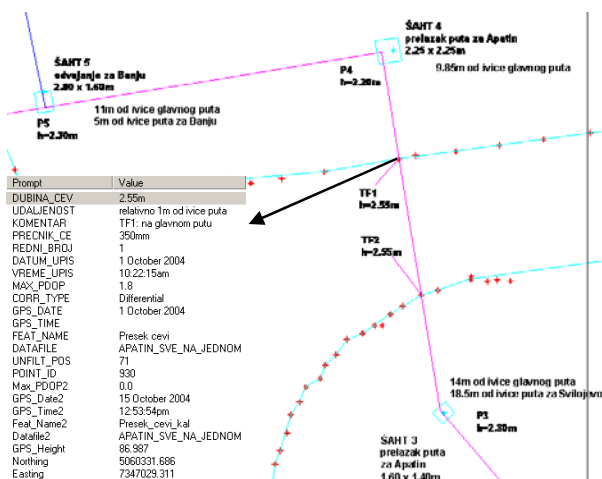 ŠAHT 4
prelazak puta za Apatin
2.25 x 2.25m
P4
h=2.20m
9.85m od ivice glavnog puta
ŠAHT 5
odvajanje za Banju
2.80 x 1.60m
P5
h=2.30m
11m od ivice glavnog puta
5m od ivice puta za Banju
TF1
h=2.55m
TF2
h=2.55m
Prompt Value
DUBINA_CEV 2.55m
UDALJENOST relativno 1m od ivice puta
KOMENTAR TF1: na glavnom putu
PRECNIK_CE 350mm
REDNI_BROJ 1
DATUM_UPIS 1 October 2004
VREME_UPIS 10:22:15am
MAX_PDOP 1.8
CORR_TYPE Differential
GPS_DATE 1 October 2004
GPS_TIME
FEAT_NAME Presek cevi
DATAFILE APATIN_SVE_NA_JEDNOM
UNFILT_POS 71
POINT_ID 930
Max_PDOP2 0.0
GPS_Date2 15 October 2004
GPS_Time2 12:53:54pm
Feat_Name2 Presek_cevi_kal
Datafile2 APATIN_SVE_NA_JEDNOM
GPS_Height 86.987
Northing 5060331.686
Easting 7347029.311
14m od ivice glavnog puta
18.5m od ivice puta za Svilojevo
P3
h=2.30m
ŠAHT 3
prelazak puta
za Apatin
1.60 x 1.40m